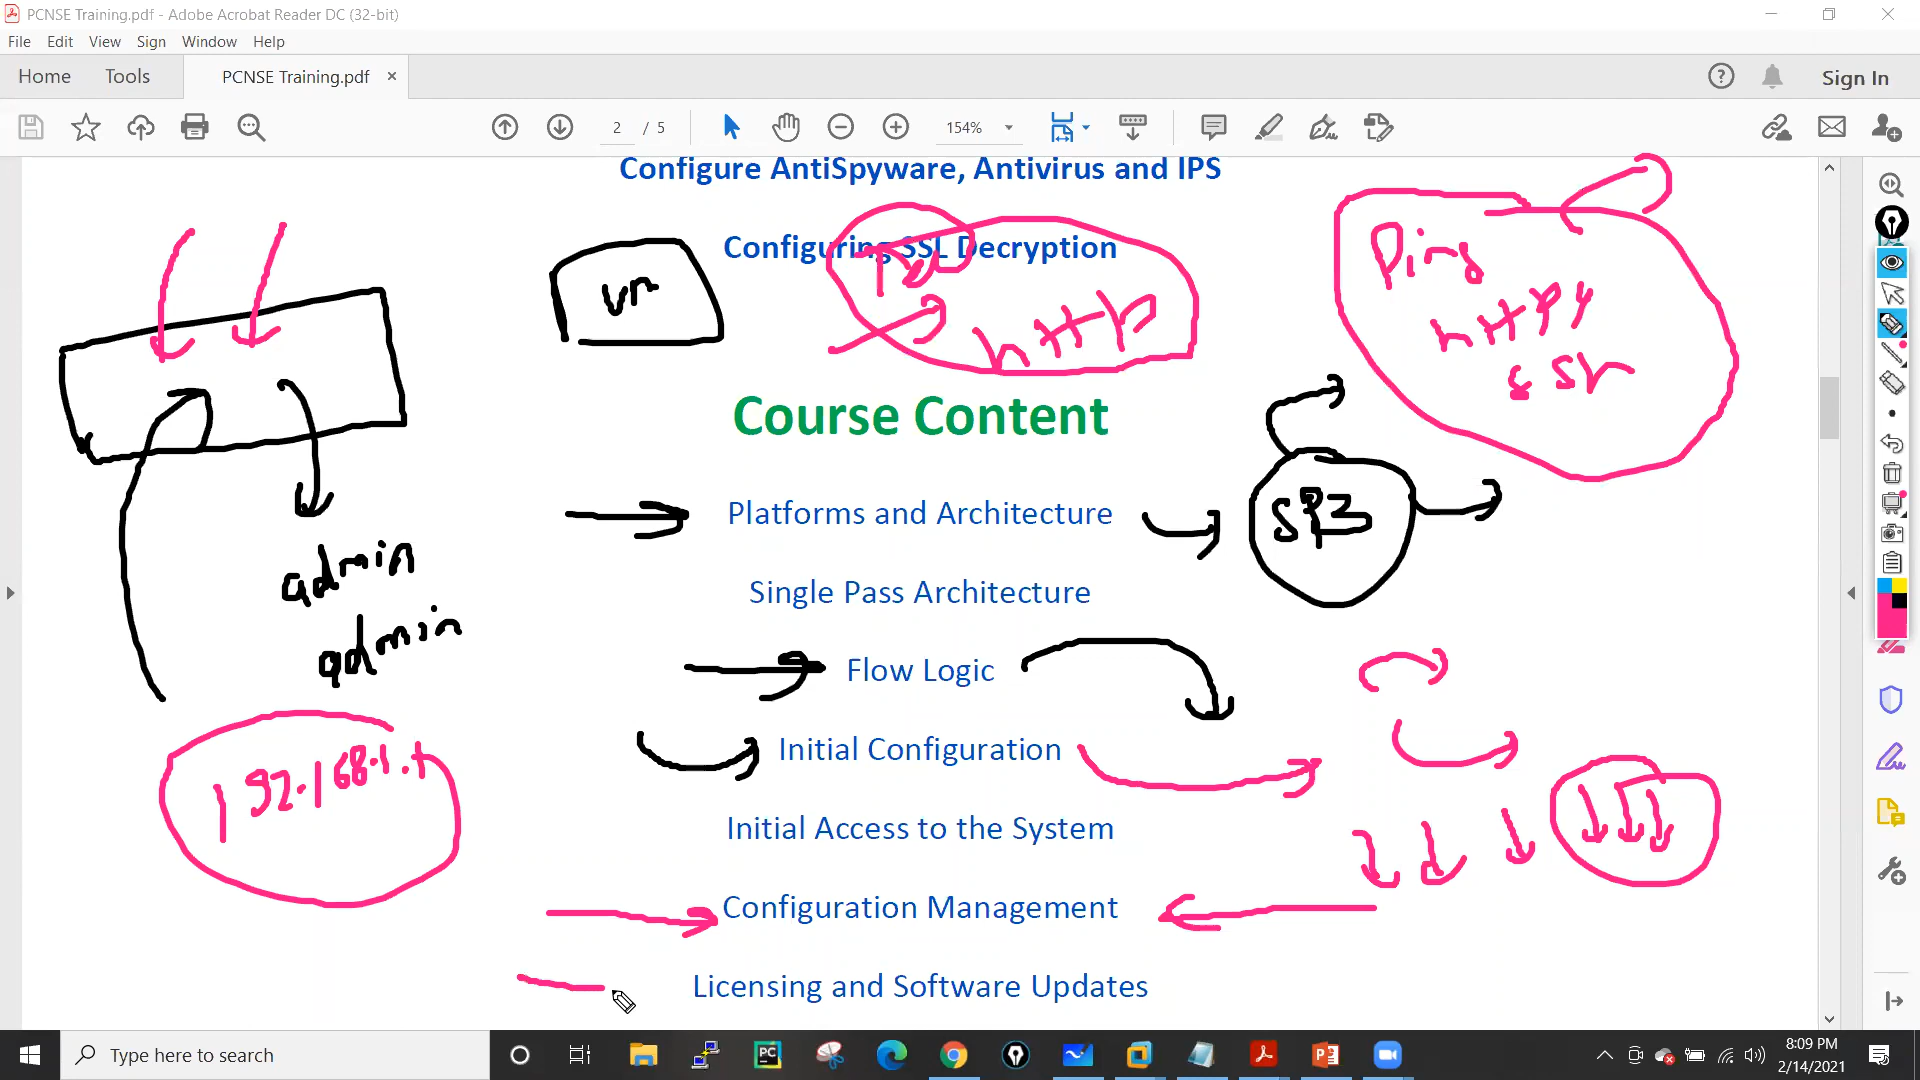 PCNSE Training.pdf - Adobe Acrobat Reader DC (32-bit)
File Edit View Sign Window Help
Home Tools PCNSE Training.pdf × Sign In
2 / 5 154%
Configure AntiSpyware, Antivirus and IPS
Configuring SSL Decryption
vr
http
Ping
ssh
Course Content
Platforms and Architecture
SP3
Single Pass Architecture
admin
admin
Flow Logic
Initial Configuration
192.168.1.1
Initial Access to the System
Configuration Management
Licensing and Software Updates
Type here to search
8:09 PM
2/14/2021